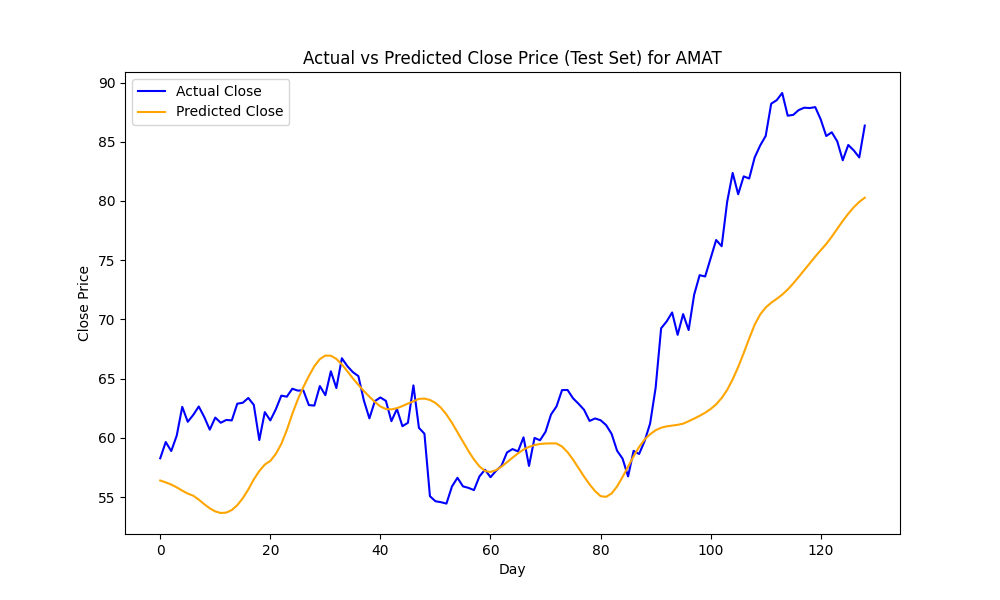 Actual vs Predicted Close Price (Test Set) for AMAT
Actual Close
Predicted Close
90
85
80
75
70
65
60
55
Close Price
0 20 40 60 80 100 120
Day